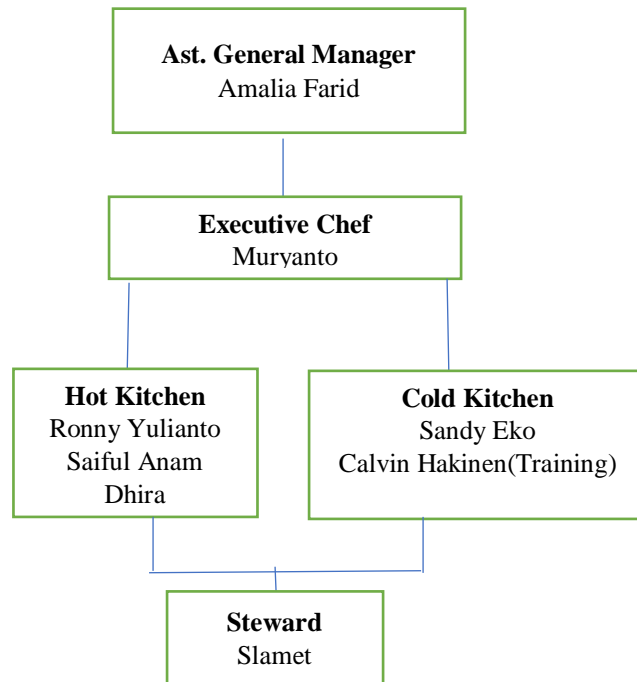 Ast. General Manager
Amalia Farid
Executive Chef
Muryanto
Hot Kitchen
Ronny Yulianto
Saiful Anam
Dhira
Cold Kitchen
Sandy Eko
Calvin Hakinen(Training)
Steward
Slamet